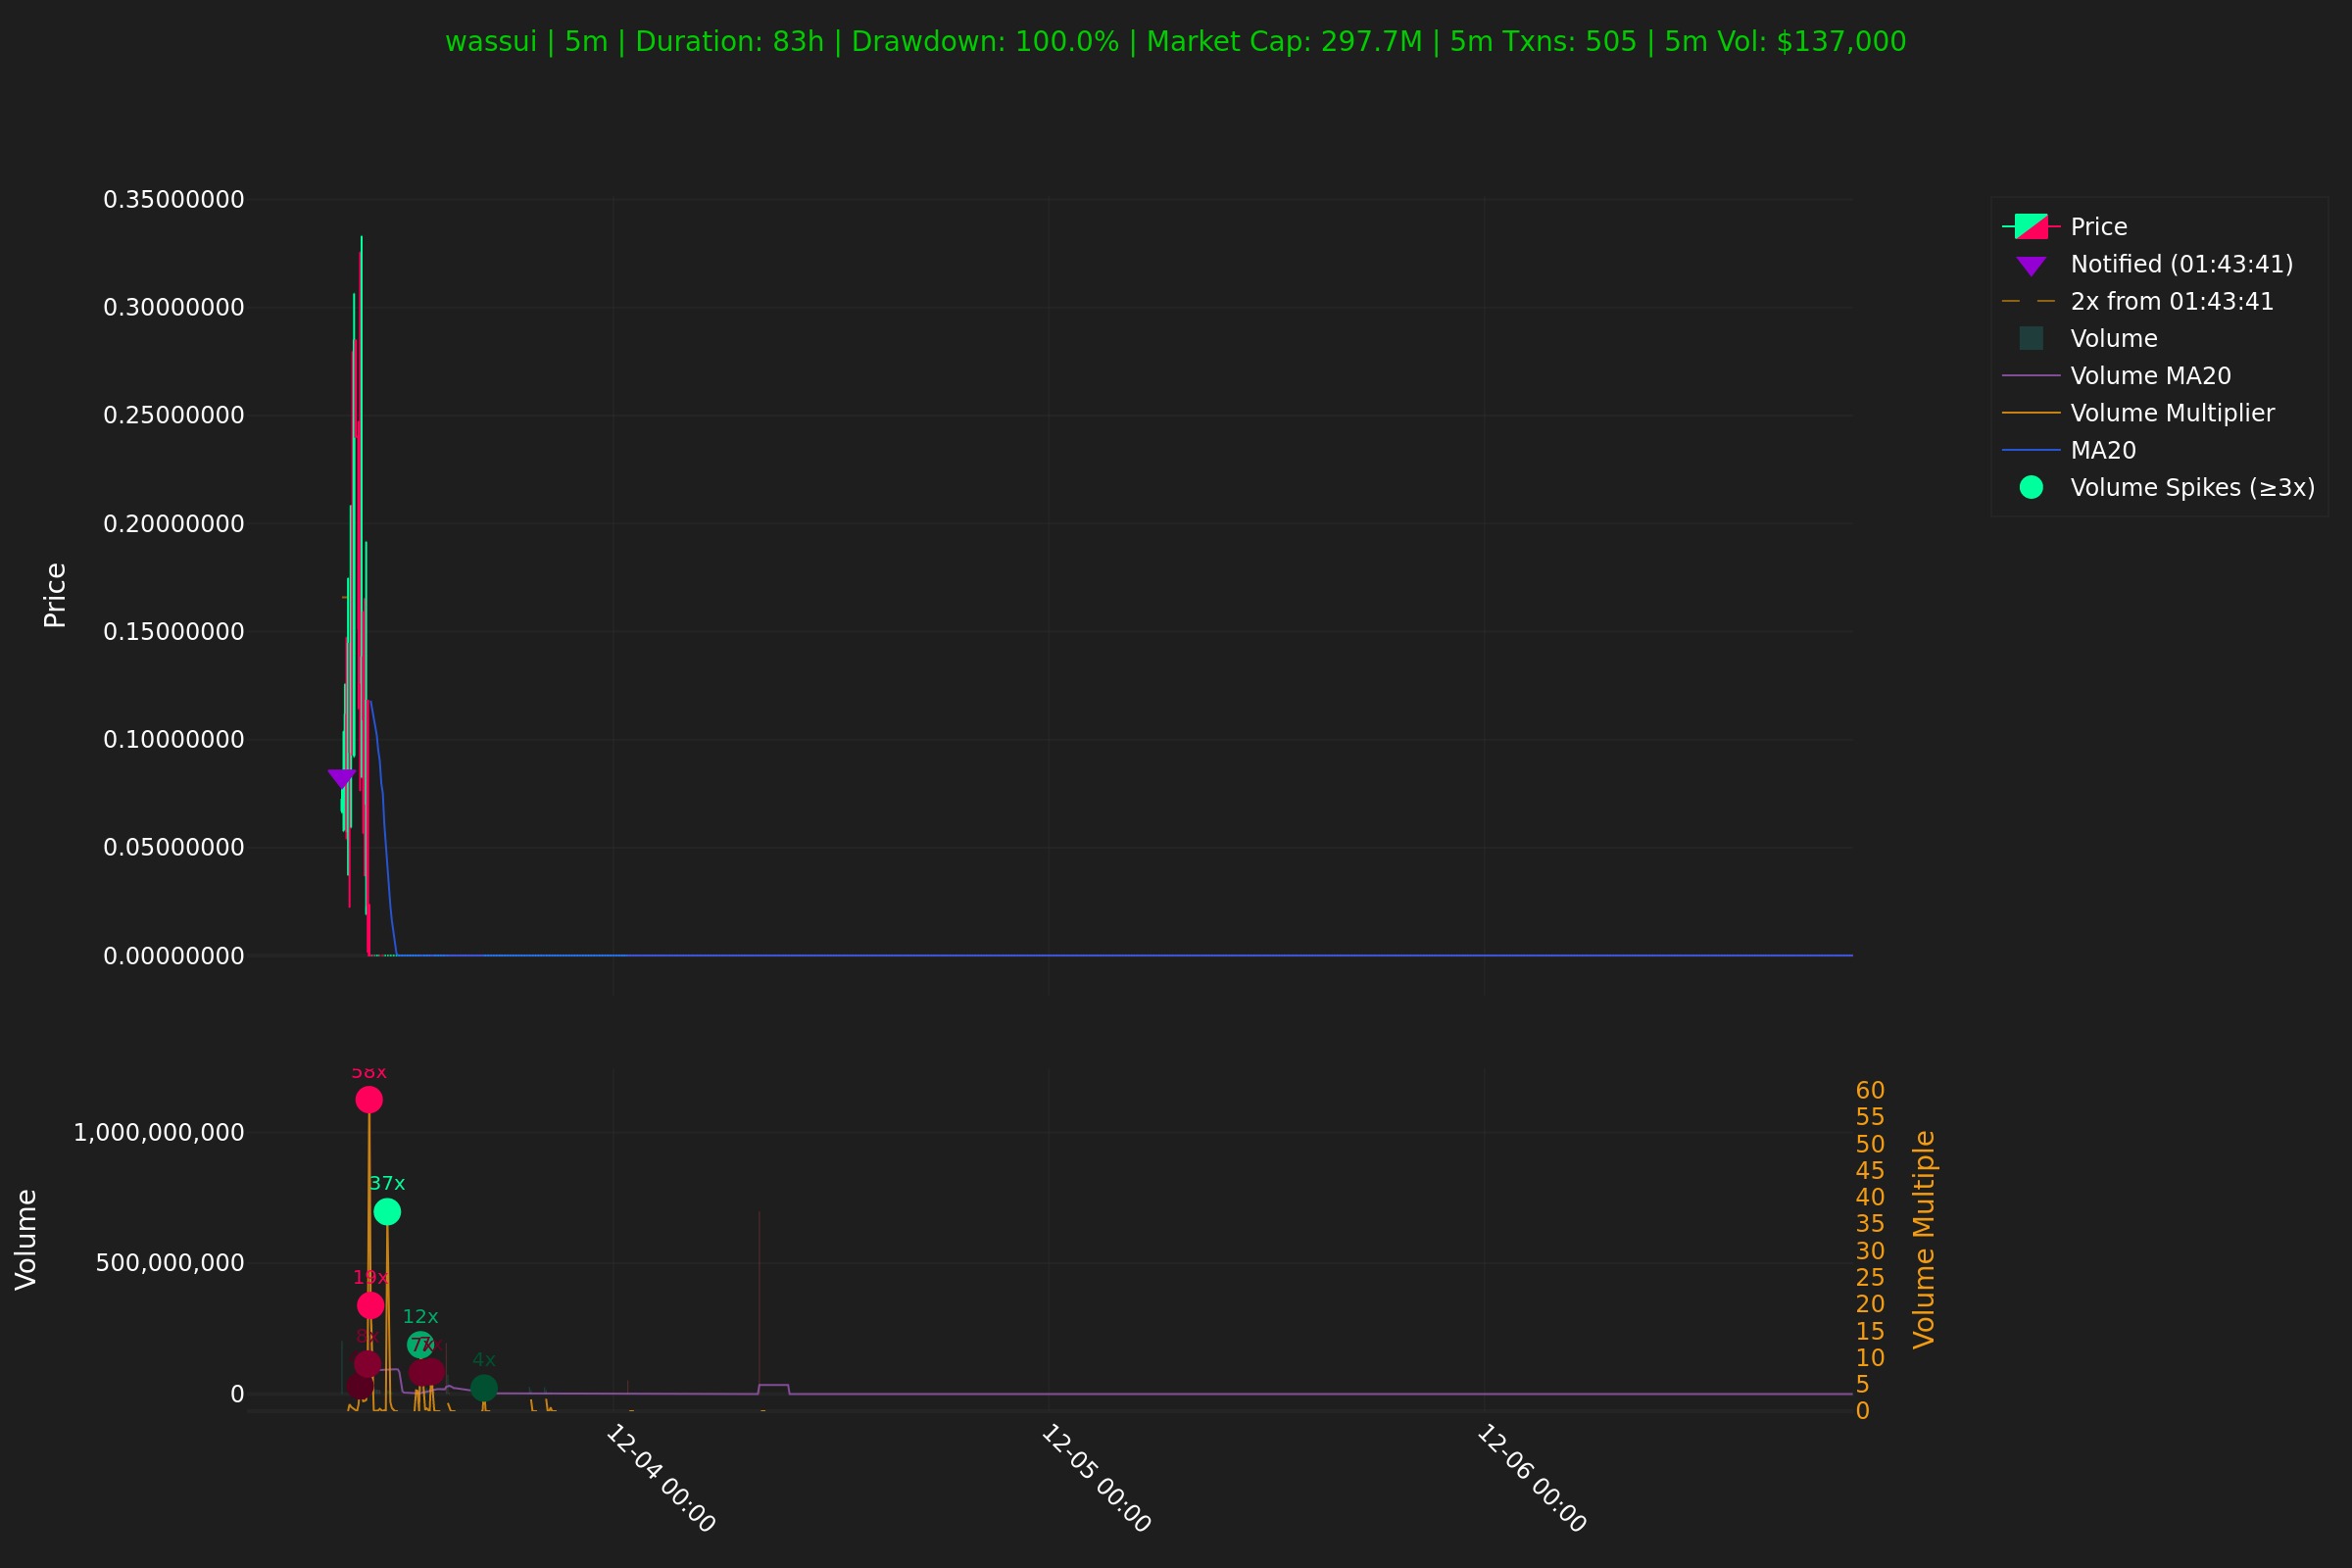 wassui | 5m | Duration: 83h | Drawdown: 100.0% | Market Cap: 297.7M | 5m Txns: 505 | 5m Vol: $137,000
0.35000000
0.30000000
0.25000000
0.20000000
0.15000000
0.10000000
0.05000000
0.00000000
Price
Price
Notified (01:43:41)
2x from 01:43:41
Volume
Volume MA20
Volume Multiplier
MA20
Volume Spikes (≥3x)
58x
37x
19x
12x
8x
7x
4x
1,000,000,000
500,000,000
0
Volume
60
55
50
45
40
35
30
25
20
15
10
5
0
Volume Multiple
12-04 00:00
12-05 00:00
12-06 00:00